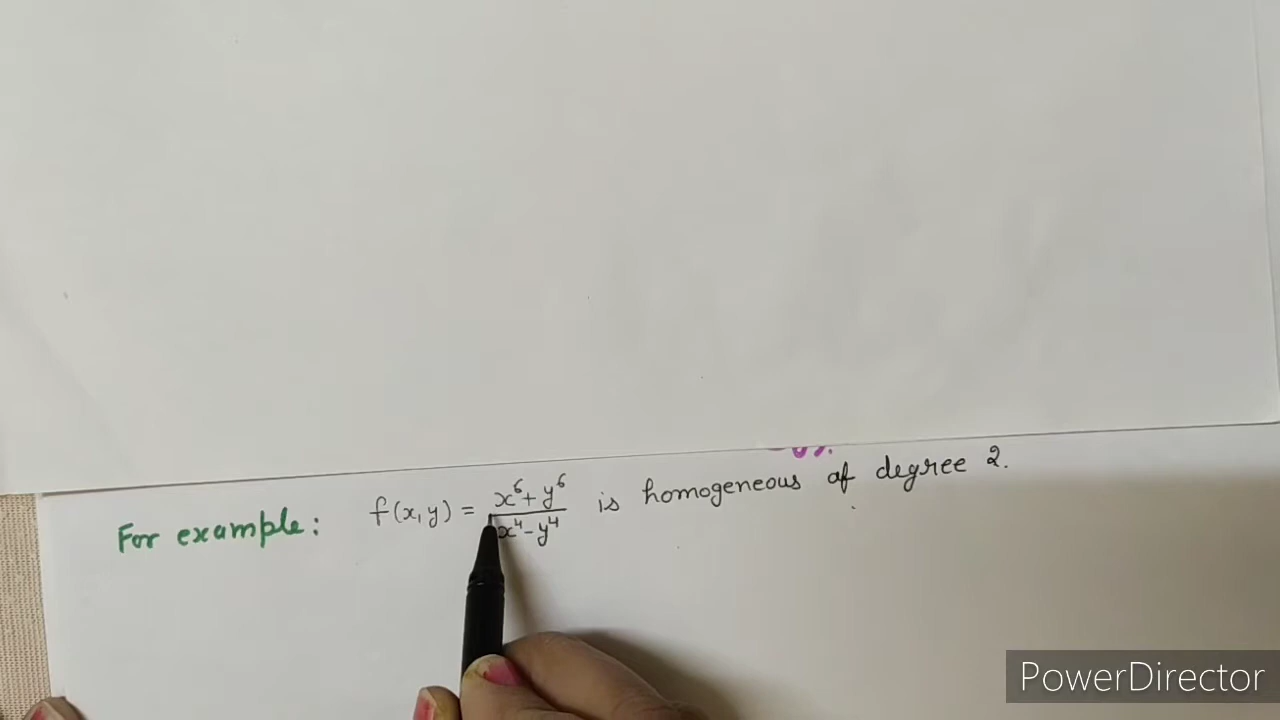 For example: f(x,y) = x⁶+y⁶ / x⁴-y⁴ is homogeneous of degree 2.
PowerDirector